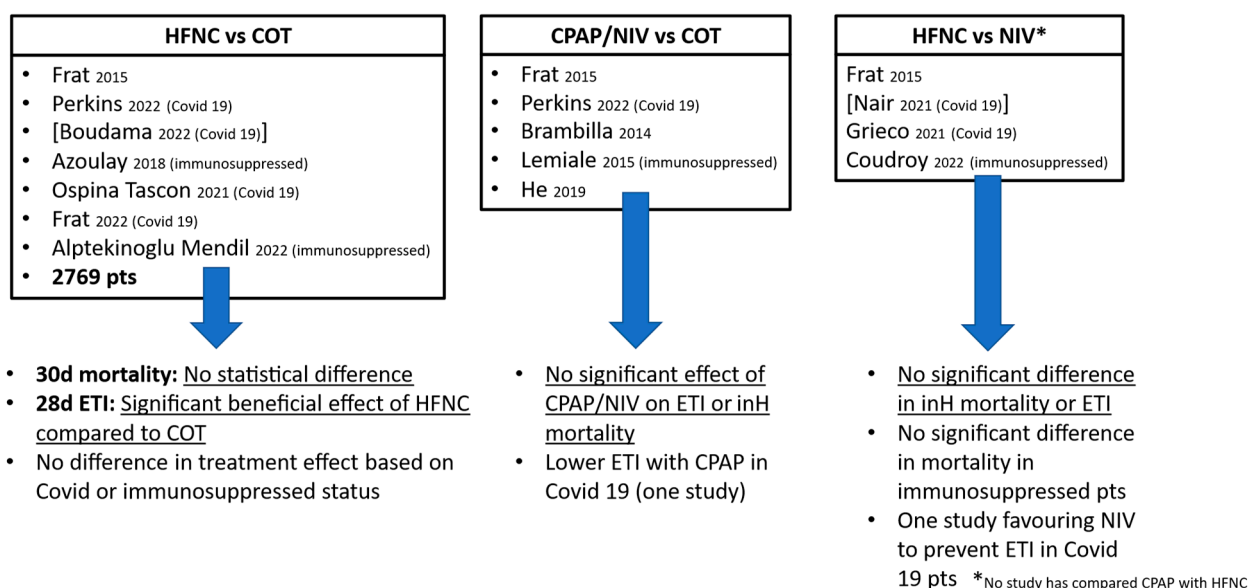 HFNC vs COT
• Frat 2015
• Perkins 2022 (Covid 19)
• [Boudama 2022 (Covid 19)]
• Azoulay 2018 (immunosuppressed)
• Ospina Tascon 2021 (Covid 19)
• Frat 2022 (Covid 19)
• Alptekinoglu Mendil 2022 (immunosuppressed)
• 2769 pts
• 30d mortality: No statistical difference
• 28d ETI: Significant beneficial effect of HFNC
compared to COT
• No difference in treatment effect based on
Covid or immunosuppressed status
CPAP/NIV vs COT
• Frat 2015
• Perkins 2022 (Covid 19)
• Brambilla 2014
• Lemiale 2015 (immunosuppressed)
• He 2019
• No significant effect of
CPAP/NIV on ETI or inH
mortality
• Lower ETI with CPAP in
Covid 19 (one study)
HFNC vs NIV*
Frat 2015
[Nair 2021 (Covid 19)]
Grieco 2021 (Covid 19)
Coudroy 2022 (immunosuppressed)
• No significant difference
in inH mortality or ETI
• No significant difference
in mortality in
immunosuppressed pts
• One study favouring NIV
to prevent ETI in Covid
19 pts
*No study has compared CPAP with HFNC